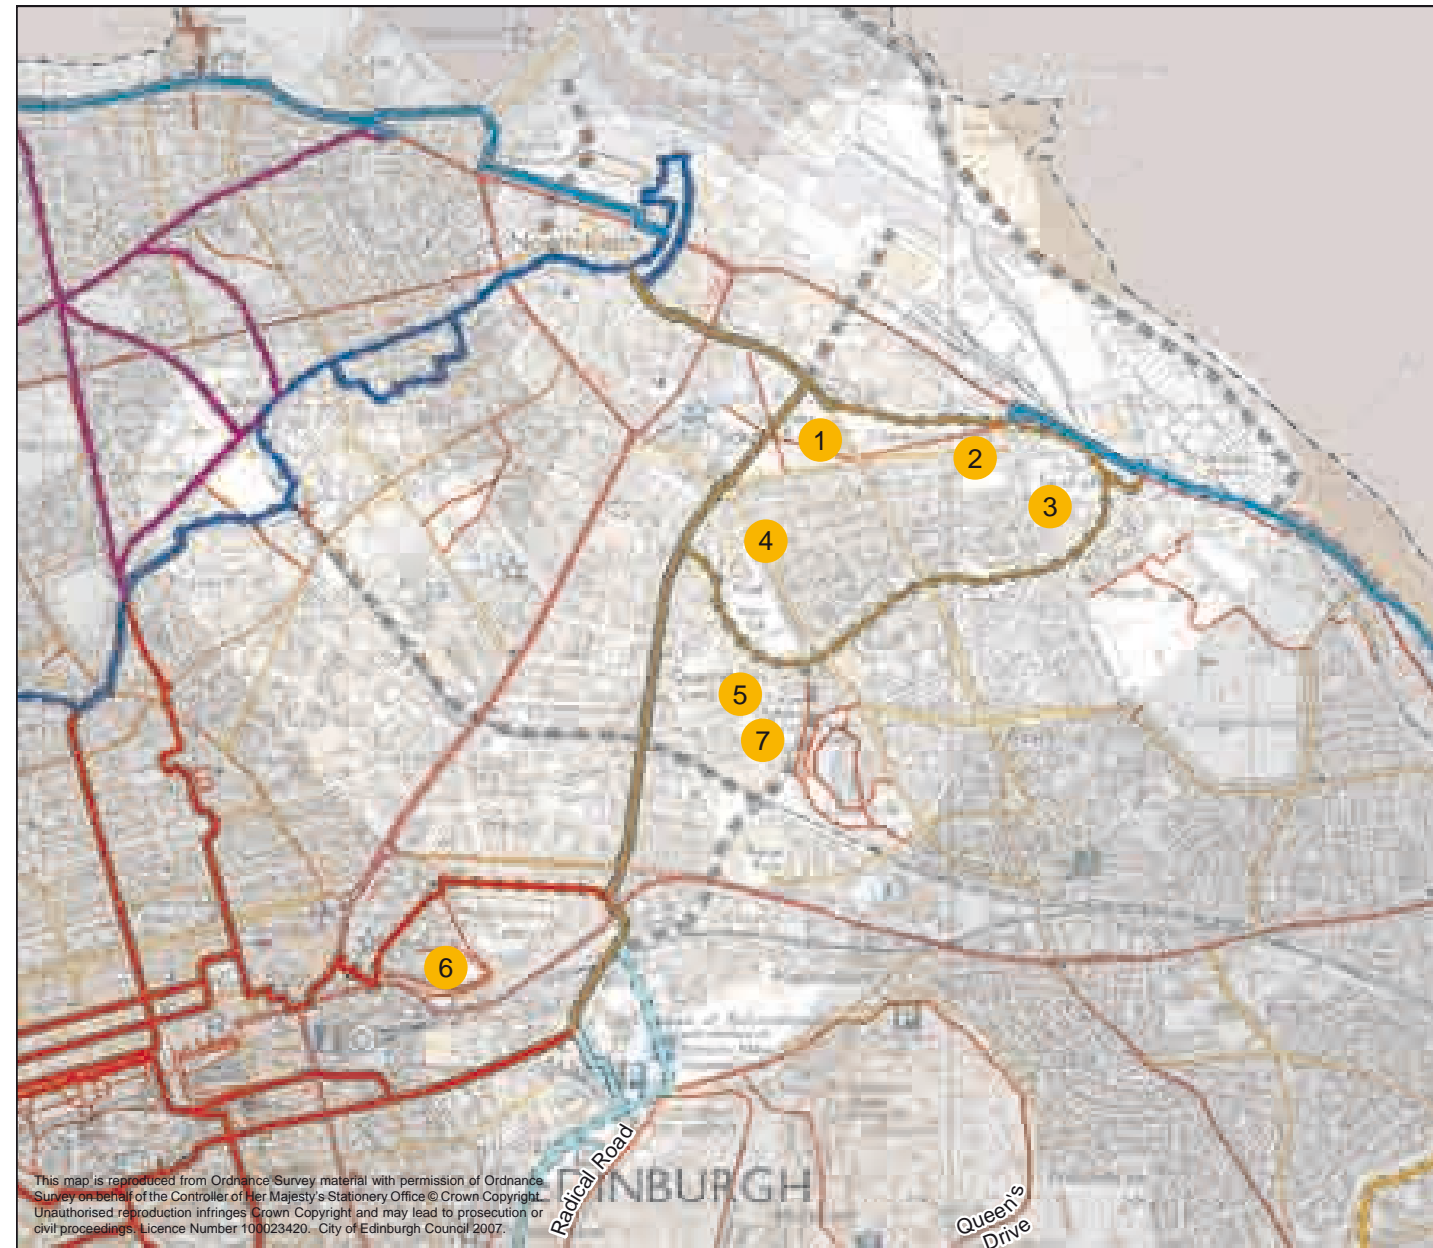 1
2
3
4
5
7
6
EDINBURGH
Radical Road
Queen's
Drive
This map is reproduced from Ordnance Survey material with permission of Ordnance
Survey on behalf of the Controller of Her Majesty's Stationery Office © Crown Copyright.
Unauthorised reproduction infringes Crown Copyright and may lead to prosecution or
civil proceedings. Licence Number 100023420. City of Edinburgh Council 2007.